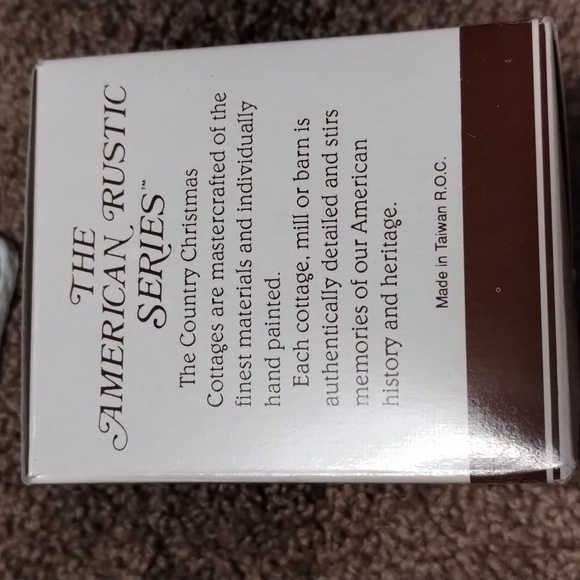 THE
AMERICAN RUSTIC
SERIES™
The Country Christmas
Cottages are mastercrafted of the
finest materials and individually
hand painted.
Each cottage, mill or barn is
authentically detailed and stirs
memories of our American
history and heritage.
Made in Taiwan R.O.C.